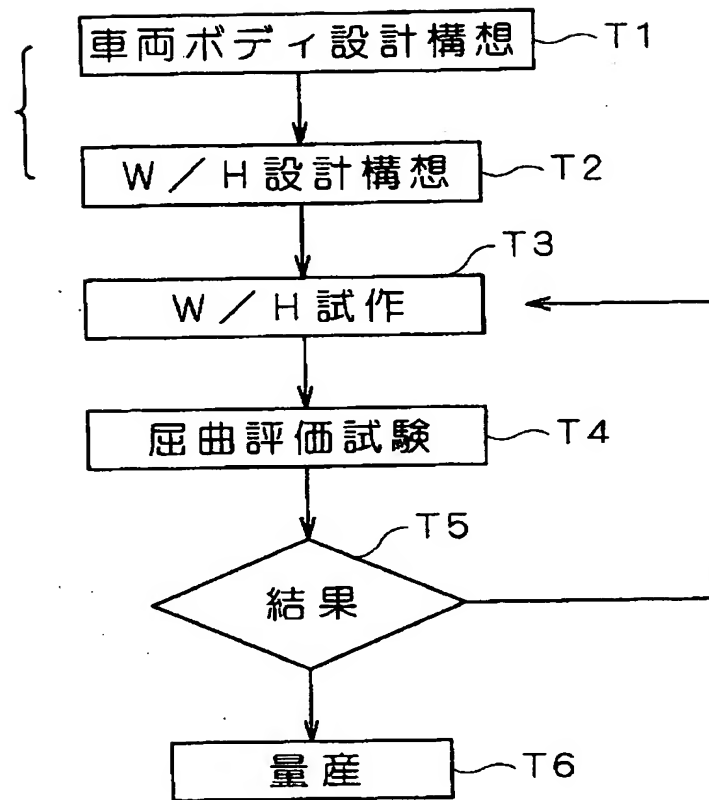 車両ボディ設計構想 T1
W/H設計構想 T2
T3
W/H試作
屈曲評価試験 T4
T5
結果
量産 T6